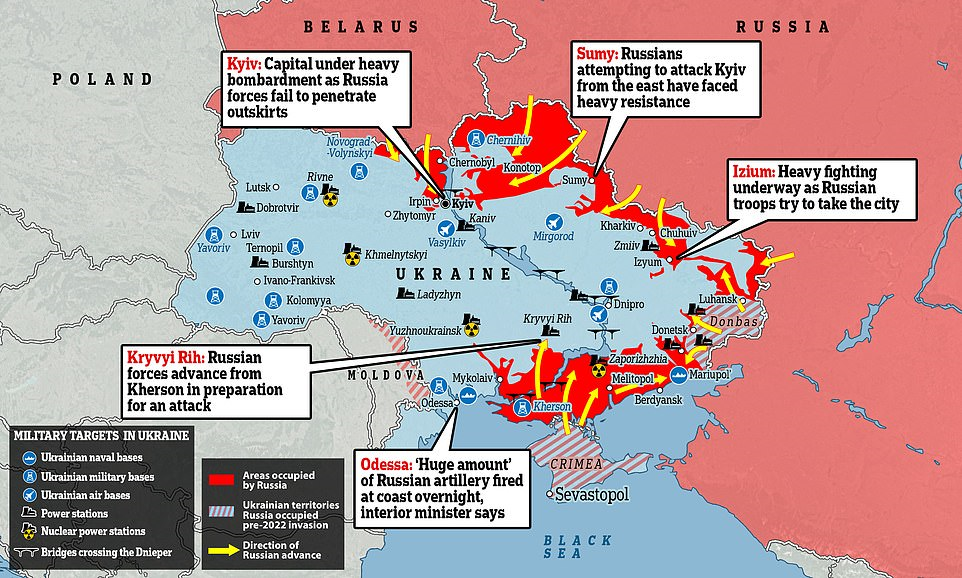 BELARUS
RUSSIA
POLAND
Kyiv: Capital under heavy
bombardment as Russia
forces fail to penetrate
outskirts
Sumy: Russians
attempting to attack Kyiv
from the east have faced
heavy resistance
Izium: Heavy fighting
underway as Russian
troops try to take the city
Novograd
-Volynskyi
Chernihiv
Chernobyl
Konotop
Sumy
Rivne
Lutsk
Dobrotvir
Irpin
Kyiv
Zhytomyr
Kaniv
Vasylkiv
Mirgorod
Kharkiv
Chuhuiv
Zmiiv
Izyum
Yavoriv
Lviv
Ternopil
Burshtyn
Khmelnytskyi
Ivano-Frankivsk
UKRAINE
Kolomyya
Ladyzhyn
Yavoriv
Dnipro
Luhansk
Donbas
Yuzhnoukrainsk
Kryvyi Rih
Donetsk
Zaporizhzhia
Kryvyi Rih: Russian
forces advance from
Kherson in preparation
for an attack
MOLDOVA
Mykolaiv
Melitopol
Mariupol'
Berdyansk
Odessa
Kherson
Odessa: ‘Huge amount’
of Russian artillery fired
at coast overnight,
interior minister says
CRIMEA
Sevastopol
BLACK
SEA
MILITARY TARGETS IN UKRAINE
Ukrainian naval bases
Ukrainian military bases
Ukrainian air bases
Power stations
Nuclear power stations
Bridges crossing the Dnieper
Areas occupied
by Russia
Ukrainian territories
Russia occupied
pre-2022 invasion
Direction of
Russian advance